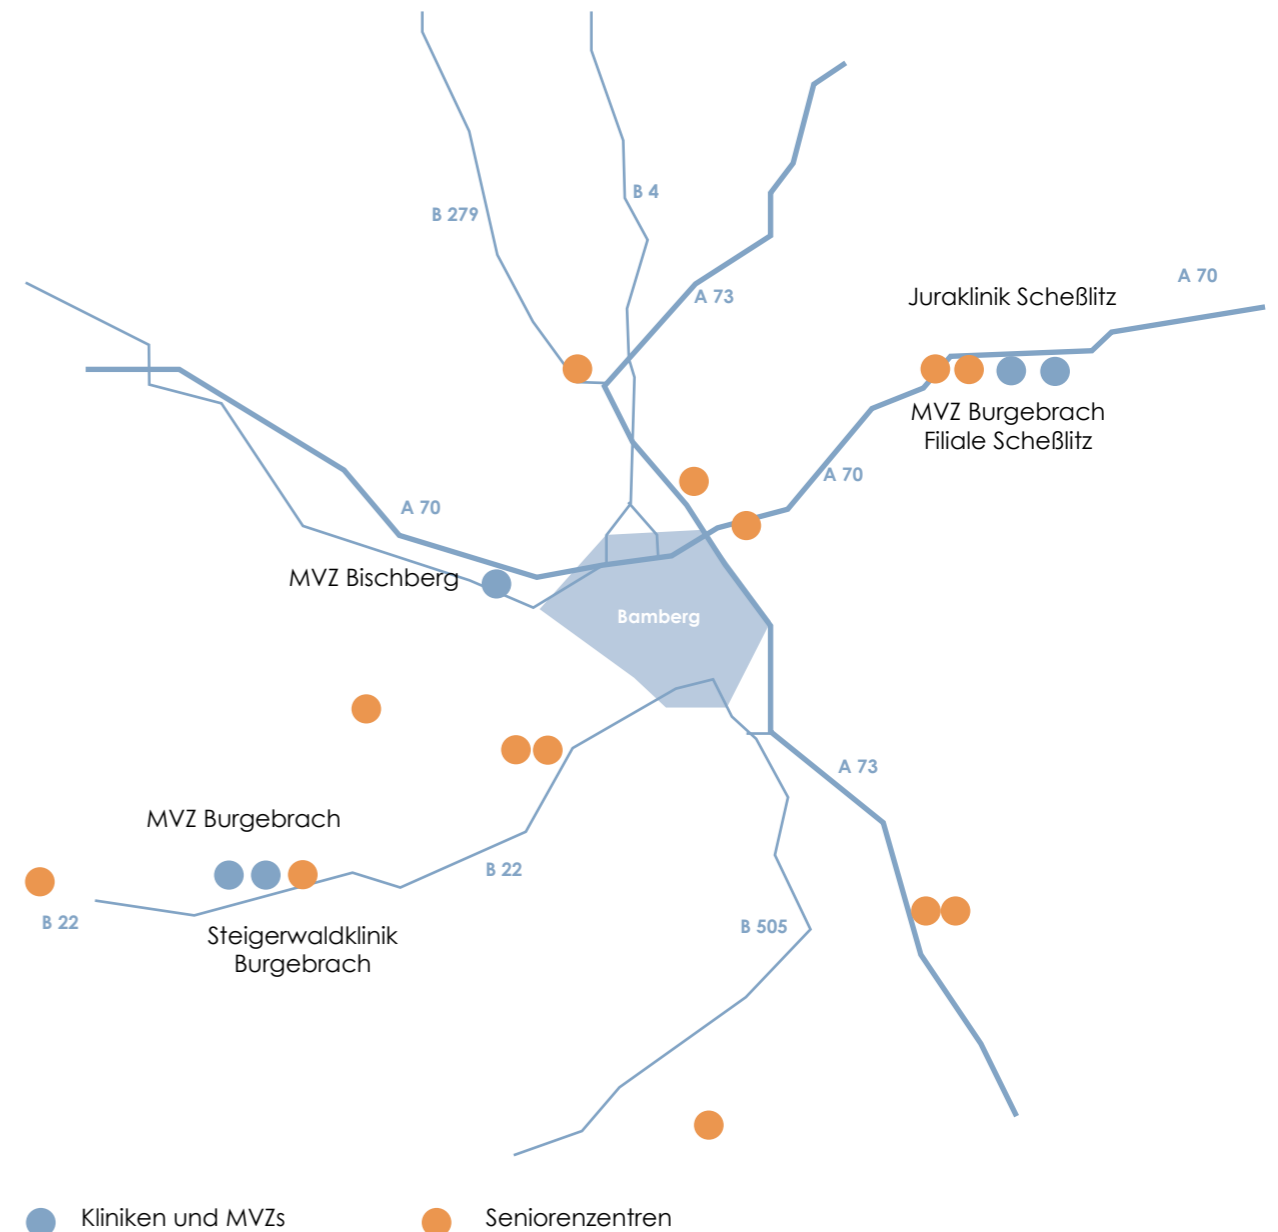 B 4
B 279
A 70
Juraklinik Scheßlitz
A 73
MVZ Burgebrach
Filiale Scheßlitz
A 70
A 70
MVZ Bischberg
Bamberg
A 73
MVZ Burgebrach
B 22
B 22
B 505
Steigerwaldklinik
Burgebrach
Kliniken und MVZs
Seniorenzentren